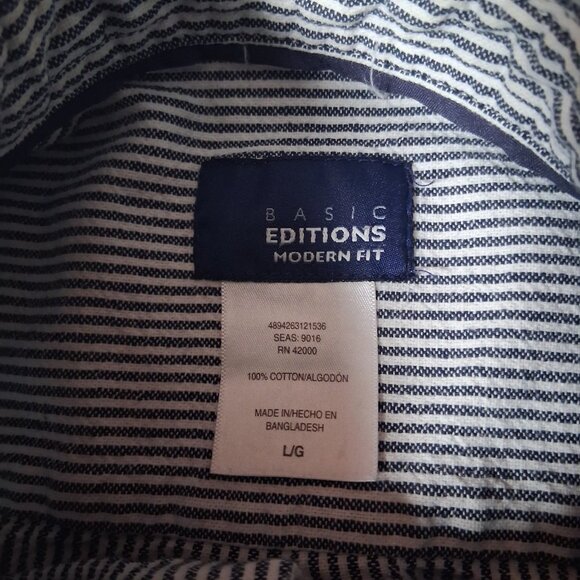 BASIC
EDITIONS
MODERN FIT
4894263121536
SEAS: 9016
RN 42000
100% COTTON/ALGODÓN
MADE IN/HECHO EN
BANGLADESH
L/G